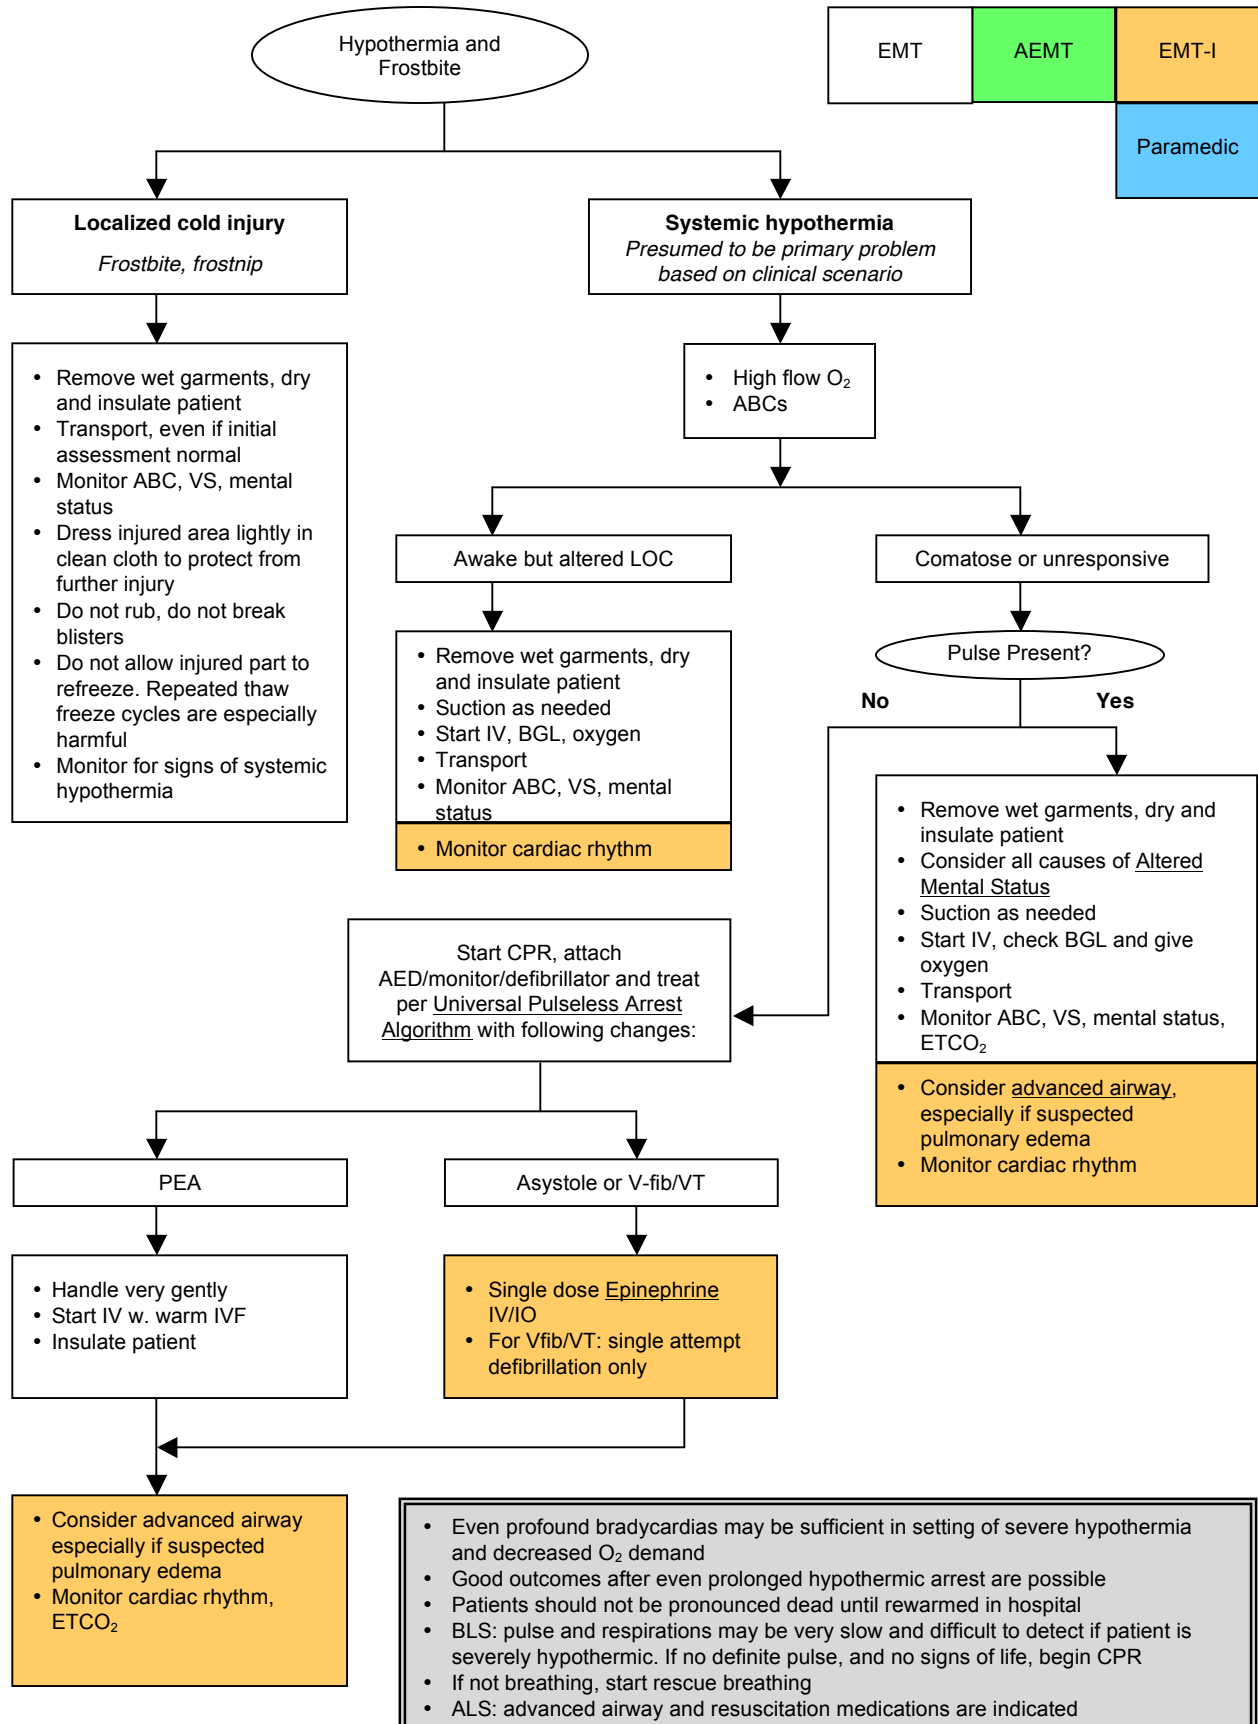 Hypothermia and
Frostbite
EMT
AEMT
EMT-I
Paramedic
Localized cold injury
Frostbite, frostnip
Systemic hypothermia
Presumed to be primary problem
based on clinical scenario
• Remove wet garments, dry
and insulate patient
• Transport, even if initial
assessment normal
• Monitor ABC, VS, mental
status
• Dress injured area lightly in
clean cloth to protect from
further injury
• Do not rub, do not break
blisters
• Do not allow injured part to
refreeze. Repeated thaw
freeze cycles are especially
harmful
• Monitor for signs of systemic
hypothermia
• High flow O₂
• ABCs
Awake but altered LOC
Comatose or unresponsive
• Remove wet garments, dry
and insulate patient
• Suction as needed
• Start IV, BGL, oxygen
• Transport
• Monitor ABC, VS, mental
status
• Monitor cardiac rhythm
Pulse Present?
No
Yes
• Remove wet garments, dry and
insulate patient
• Consider all causes of Altered
Mental Status
• Suction as needed
• Start IV, check BGL and give
oxygen
• Transport
• Monitor ABC, VS, mental status,
ETCO₂
• Consider advanced airway,
especially if suspected
pulmonary edema
• Monitor cardiac rhythm
Start CPR, attach
AED/monitor/defibrillator and treat
per Universal Pulseless Arrest
Algorithm with following changes:
PEA
Asystole or V-fib/VT
• Handle very gently
• Start IV w. warm IVF
• Insulate patient
• Single dose Epinephrine
IV/IO
• For Vfib/VT: single attempt
defibrillation only
• Consider advanced airway
especially if suspected
pulmonary edema
• Monitor cardiac rhythm,
ETCO₂
• Even profound bradycardias may be sufficient in setting of severe hypothermia
and decreased O₂ demand
• Good outcomes after even prolonged hypothermic arrest are possible
• Patients should not be pronounced dead until rewarmed in hospital
• BLS: pulse and respirations may be very slow and difficult to detect if patient is
severely hypothermic. If no definite pulse, and no signs of life, begin CPR
• If not breathing, start rescue breathing
• ALS: advanced airway and resuscitation medications are indicated